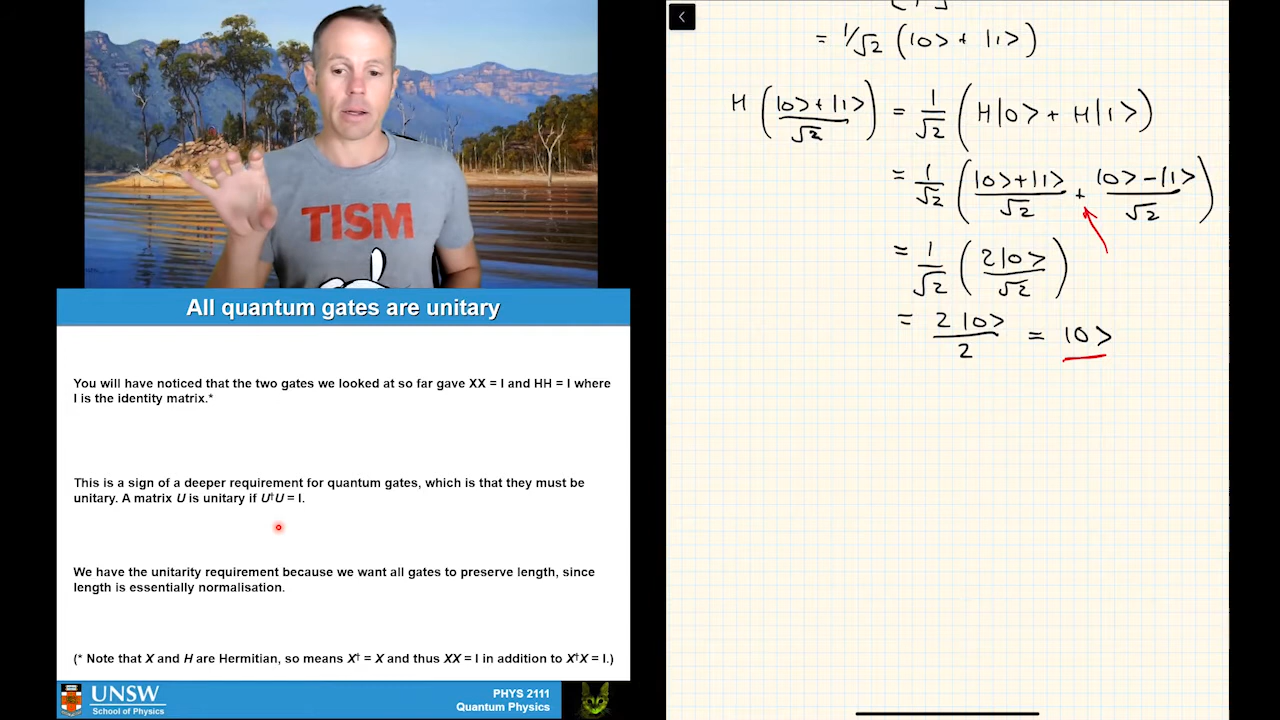 TISM
All quantum gates are unitary
You will have noticed that the two gates we looked at so far gave XX = I and HH = I where
I is the identity matrix.*
This is a sign of a deeper requirement for quantum gates, which is that they must be
unitary. A matrix U is unitary if U†U = I.
We have the unitarity requirement because we want all gates to preserve length, since
length is essentially normalisation.
(* Note that X and H are Hermitian, so means X† = X and thus XX = I in addition to X†X = I.)
UNSW
School of Physics
PHYS 2111
Quantum Physics
= 1/√2 (|0> + |1>)
H (|0> + |1> / √2) = 1/√2 (H|0> + H|1>)
= 1/√2 (|0>+|1> / √2 + |0>-|1> / √2)
= 1/√2 (2|0> / √2)
= 2|0> / 2 = |0>